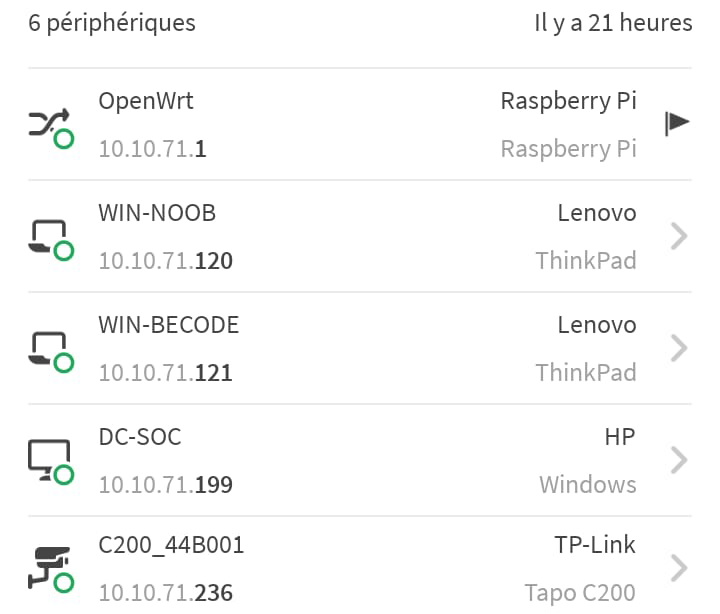 6 périphériques Il y a 21 heures
OpenWrt Raspberry Pi
10.10.71.1 Raspberry Pi
WIN-NOOB Lenovo
10.10.71.120 ThinkPad
WIN-BECODE Lenovo
10.10.71.121 ThinkPad
DC-SOC HP
10.10.71.199 Windows
C200_44B001 TP-Link
10.10.71.236 Tapo C200